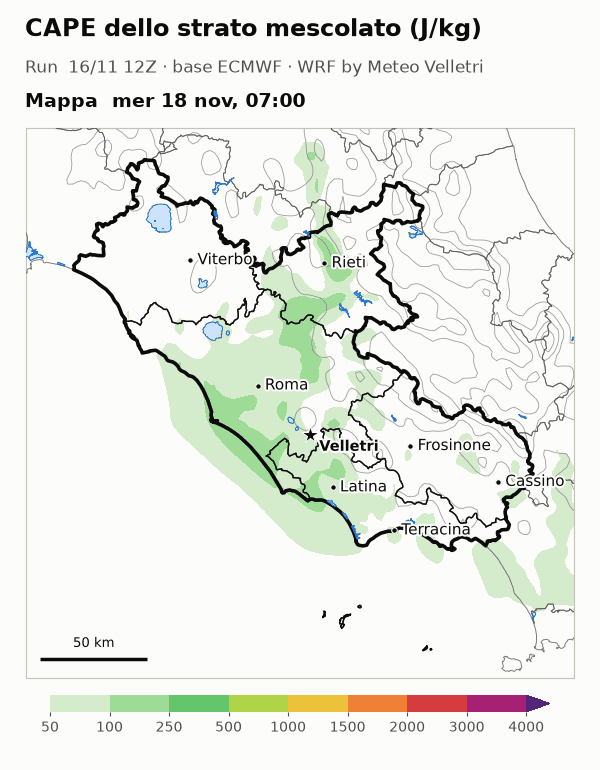 CAPE dello strato mescolato (J/kg)
Run  16/11 12Z · base ECMWF · WRF by Meteo Velletri
Mappa  mer 18 nov, 07:00
Viterbo
Rieti
Roma
Velletri
Frosinone
Latina
Cassino
Terracina
50 km
50 100 250 500 1000 1500 2000 3000 4000